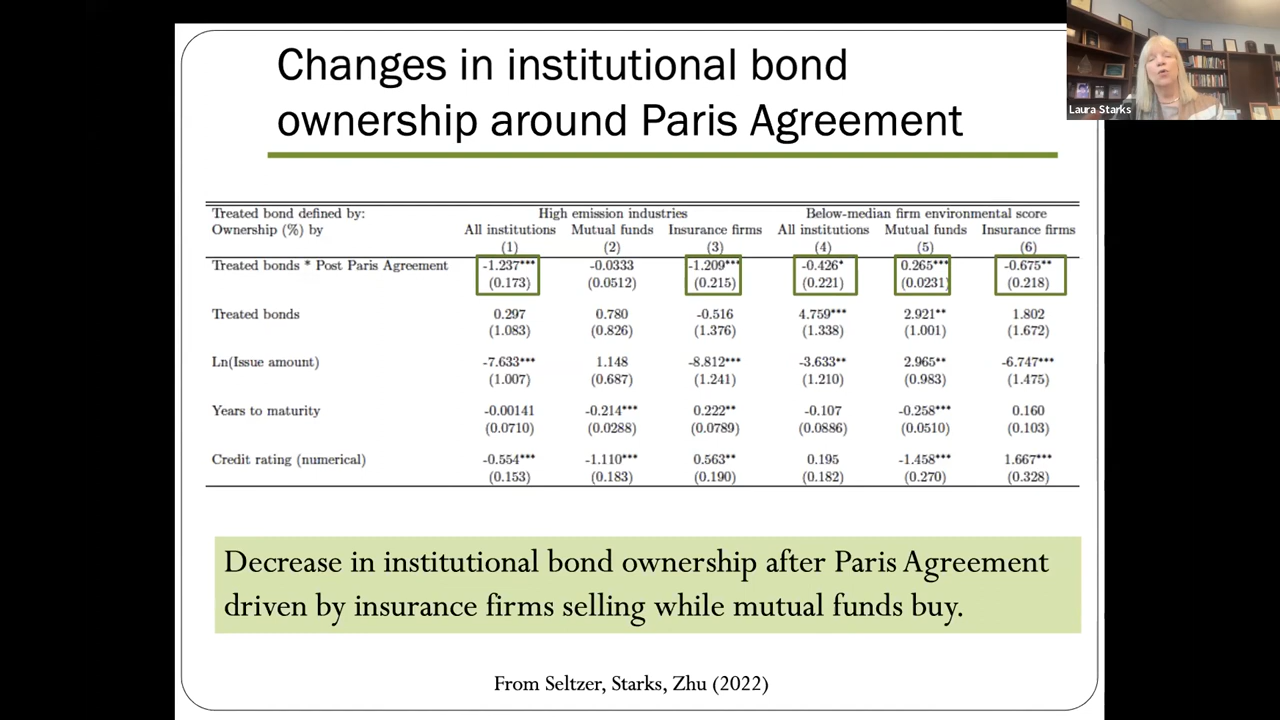 Changes in institutional bond
ownership around Paris Agreement
Laura Starks
Treated bond defined by: High emission industries Below-median firm environmental score
Ownership (%) by All institutions Mutual funds Insurance firms All institutions Mutual funds Insurance firms
(1) (2) (3) (4) (5) (6)
Treated bonds * Post Paris Agreement -1.237*** -0.0333 -1.209*** -0.426* 0.265*** -0.675**
(0.173) (0.0512) (0.215) (0.221) (0.0231) (0.218)
Treated bonds 0.297 0.780 -0.516 4.759*** 2.921** 1.802
(1.083) (0.826) (1.376) (1.338) (1.001) (1.672)
Ln(Issue amount) -7.633*** 1.148 -8.812*** -3.633** 2.965** -6.747***
(1.007) (0.687) (1.241) (1.210) (0.983) (1.475)
Years to maturity -0.00141 -0.214*** 0.222** -0.107 -0.258*** 0.160
(0.0710) (0.0288) (0.0789) (0.0886) (0.0510) (0.103)
Credit rating (numerical) -0.554*** -1.110*** 0.563** 0.195 -1.458*** 1.667***
(0.153) (0.183) (0.190) (0.182) (0.270) (0.328)
Decrease in institutional bond ownership after Paris Agreement
driven by insurance firms selling while mutual funds buy.
From Seltzer, Starks, Zhu (2022)